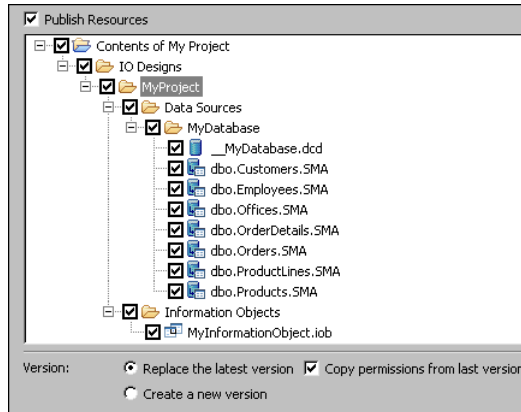 Publish Resources
Contents of My Project
IO Designs
MyProject
Data Sources
MyDatabase
__MyDatabase.dcd
dbo.Customers.SMA
dbo.Employees.SMA
dbo.Offices.SMA
dbo.OrderDetails.SMA
dbo.Orders.SMA
dbo.ProductLines.SMA
dbo.Products.SMA
Information Objects
MyInformationObject.iob
Version: Replace the latest version Copy permissions from last version
Create a new version